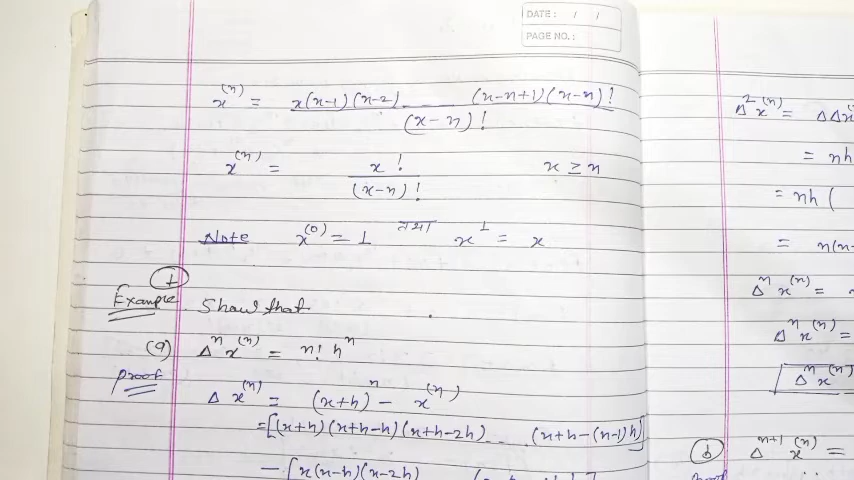 DATE: / /
PAGE NO.:
x^(n) = x(x-1)(x-2) ...... (x-n+1)(x-n)! / (x-n)!
x^(n) = x! / (x-n)! x ≥ n
Note x^(0) = 1 तथा x^1 = x
Example 1 Show that
(a) Δ^n x^(n) = n! h^n
Proof
Δ x^(n) = (x+h)^n - x^(n)
= [(x+h)(x+h-h)(x+h-2h) ... (x+h-(n-1)h)]
- [x(x-h)(x-2h)
Δ^2 x^(n) = ΔΔx
= nh
= nh (
= n(n-
Δ^n x^(n) =
Δ^n x^(n) =
Δ^n x^(n)
(b) Δ^n+1 x^(n) =